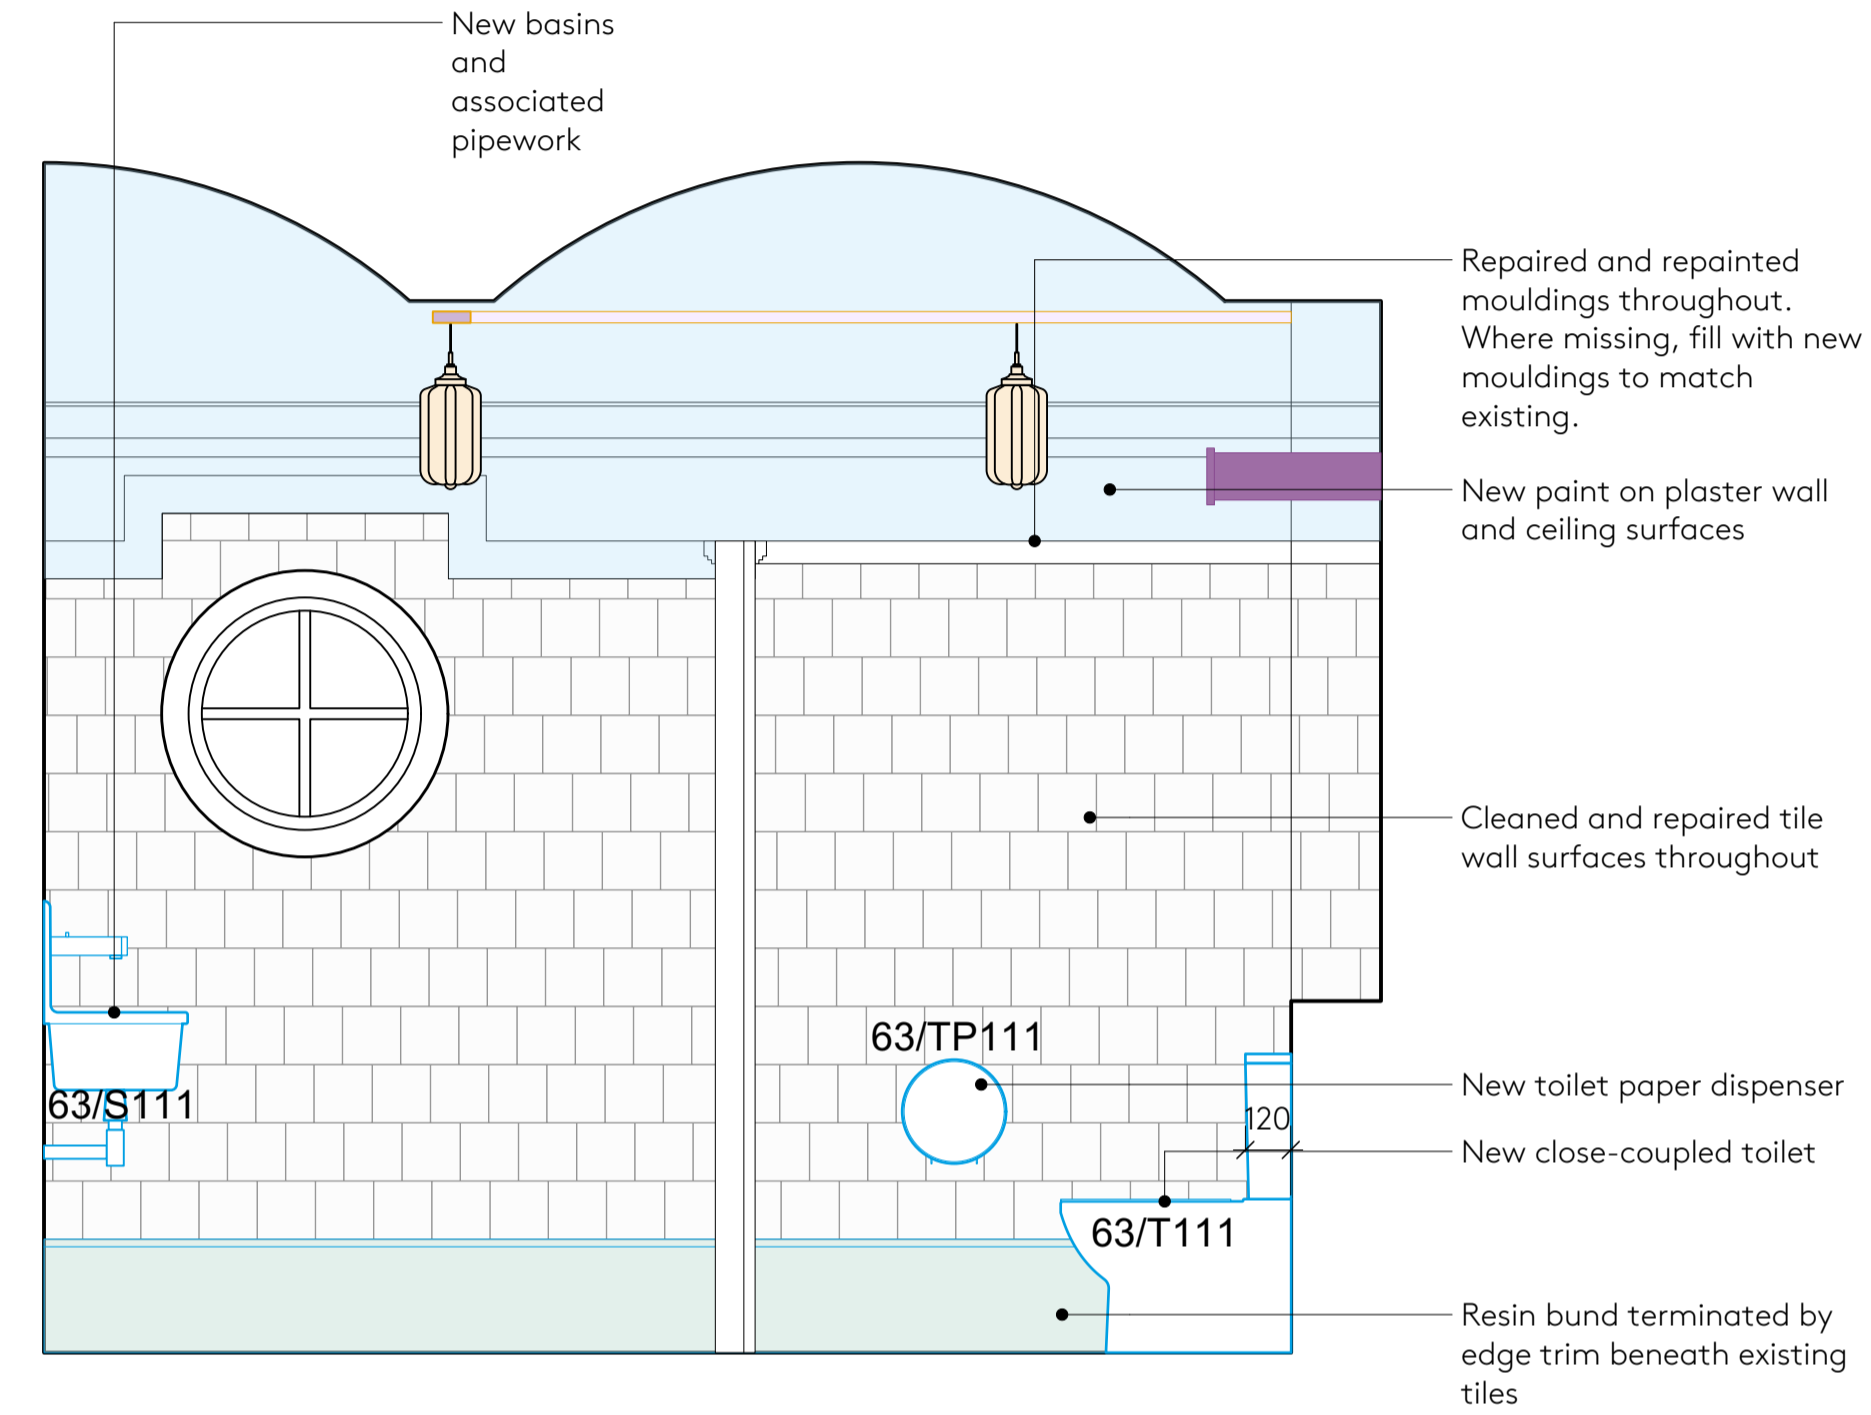 New basins
and
associated
pipework
Repaired and repainted
mouldings throughout.
Where missing, fill with new
mouldings to match
existing.
New paint on plaster wall
and ceiling surfaces
Cleaned and repaired tile
wall surfaces throughout
63/TP111
New toilet paper dispenser
63/S111
120
New close-coupled toilet
63/T111
Resin bund terminated by
edge trim beneath existing
tiles